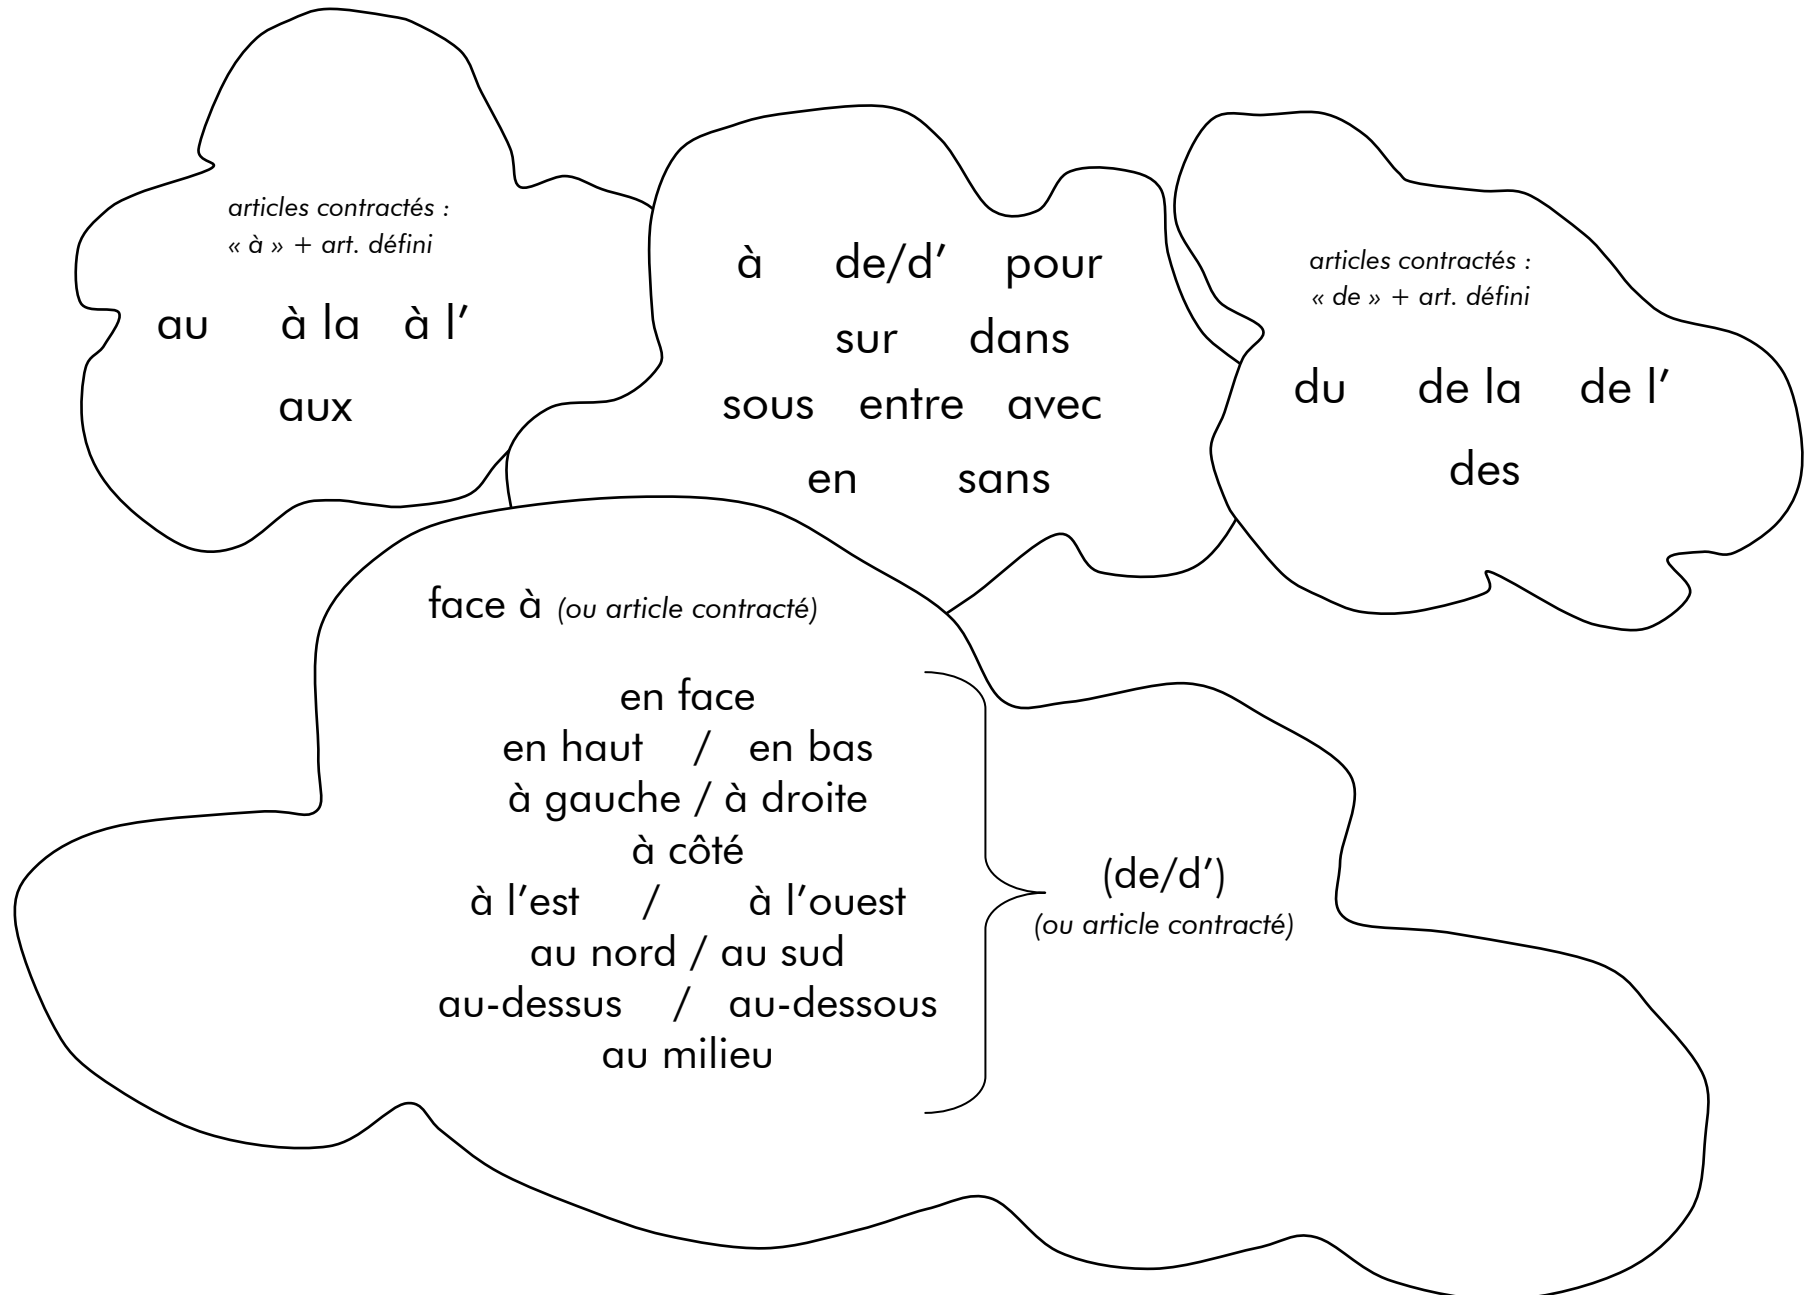 articles contractés :
« à » + art. défini
au à la à l’
aux
à de/d’ pour
sur dans
sous entre avec
en sans
articles contractés :
« de » + art. défini
du de la de l’
des
face à (ou article contracté)
en face
en haut / en bas
à gauche / à droite
à côté
à l’est / à l’ouest
au nord / au sud
au-dessus / au-dessous
au milieu
(de/d’)
(ou article contracté)